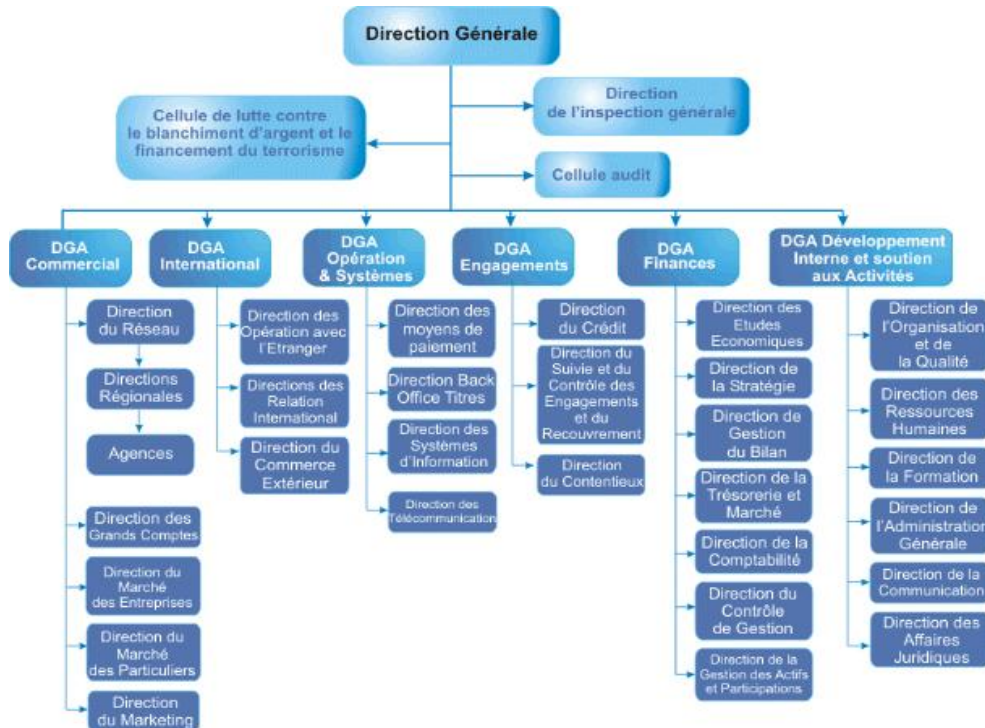 Direction Générale
Direction
de l'inspection générale
Cellule de lutte contre
le blanchiment d'argent et le
financement du terrorisme
Cellule audit
DGA
Commercial
DGA
International
DGA
Opération
& Systèmes
DGA
Engagements
DGA
Finances
DGA Développement
Interne et soutien
aux Activités
Direction
du Réseau
Directions
Régionales
Agences
Direction des
Grands Comptes
Direction du
Marché
des Entreprises
Direction du
Marché
des Particuliers
Direction
du Marketing
Direction des
Opération avec
l'Etranger
Directions des
Relation
International
Direction du
Commerce
Extérieur
Direction des
moyens de
paiement
Direction Back
Office Titres
Direction des
Systèmes
d'Information
Direction des
Télécommunication
Direction
du Crédit
Direction du
Suivie et du
Contrôle des
Engagements
et du
Recouvrement
Direction
du Contentieux
Direction des
Etudes
Economiques
Direction de
la Stratégie
Direction de
Gestion
du Bilan
Direction de la
Trésorerie et
Marché
Direction de la
Comptabilité
Direction du
Contrôle
de Gestion
Direction de la
Gestion des Actifs
et Participations
Direction de
l'Organisation
et de
la Qualité
Direction des
Ressources
Humaines
Direction de
la Formation
Direction de
l'Administration
Générale
Direction de la
Communication
Direction des
Affaires
Juridiques